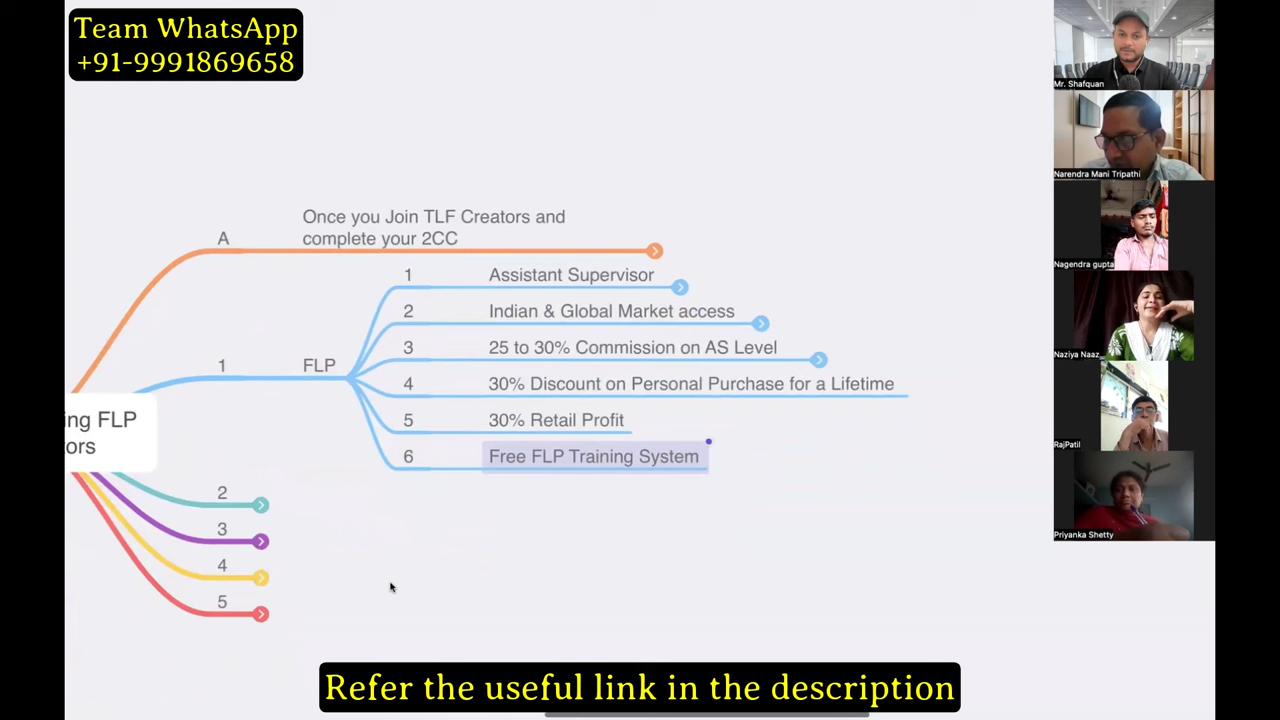 Team WhatsApp
+91-9991869658
A
Once you Join TLF Creators and
complete your 2CC
1
FLP
1
Assistant Supervisor
2
Indian & Global Market access
3
25 to 30% Commission on AS Level
4
30% Discount on Personal Purchase for a Lifetime
5
30% Retail Profit
6
Free FLP Training System
ing FLP
ors
2
3
4
5
Mr. Shafquan
Narendra Mani Tripathi
Nagendra gupta
Naziya Naaz
RajPatil
Priyanka Shetty
Refer the useful link in the description